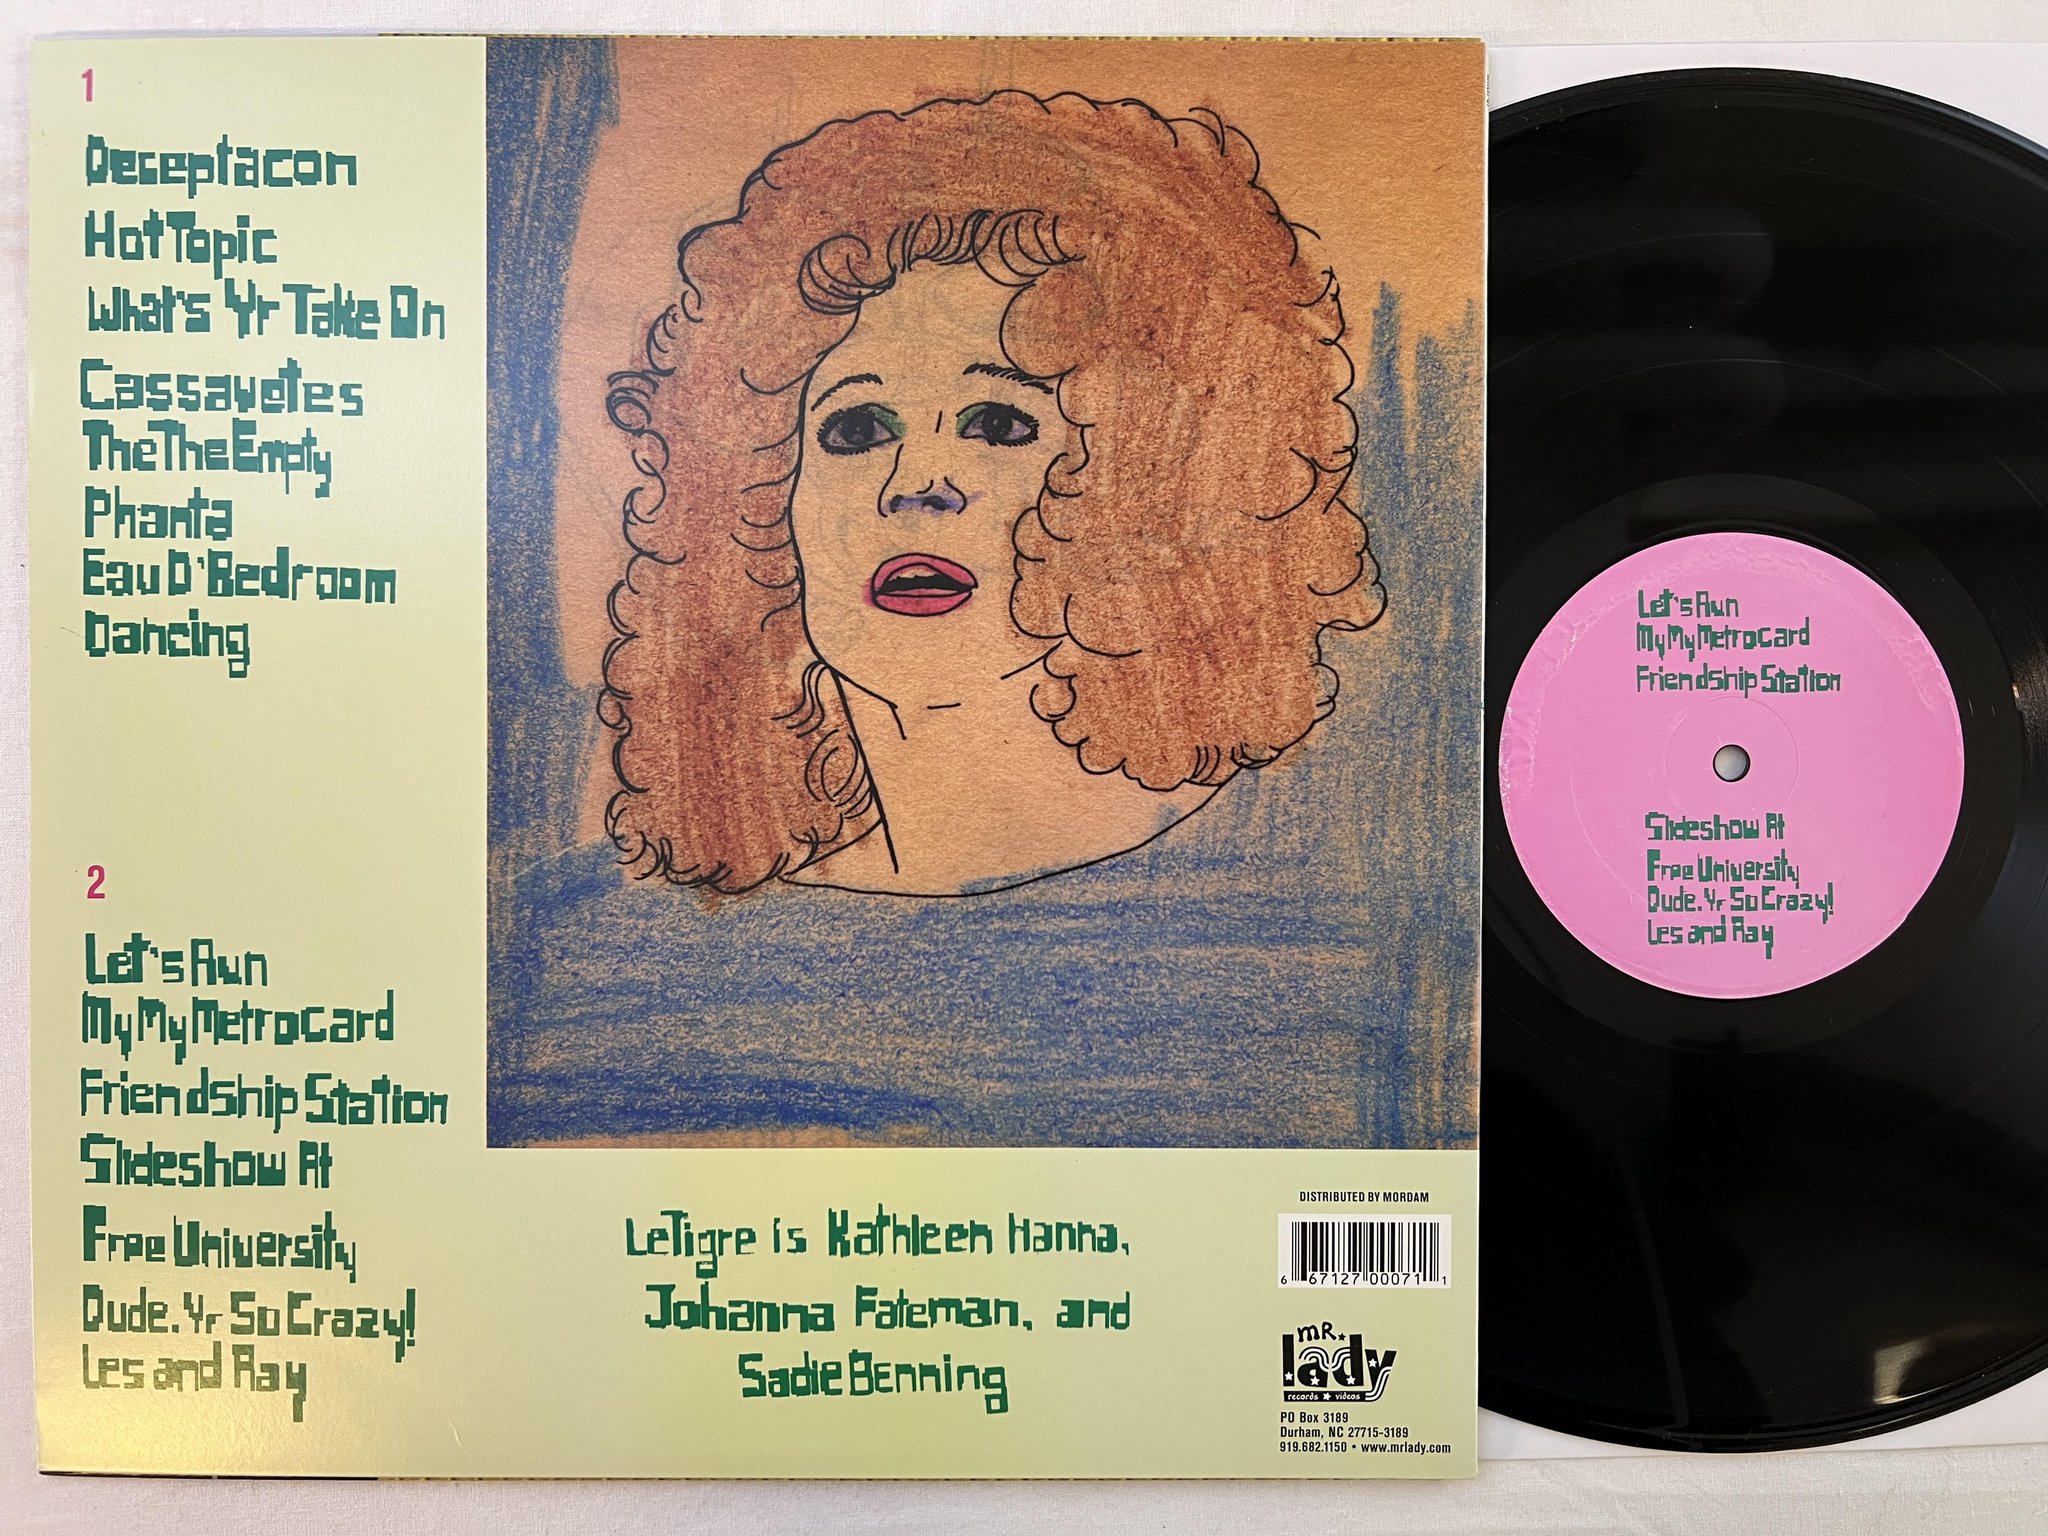 1
Deceptacon
Hot Topic
What's Yr Take On
Cassavetes
The The Empty
Phanta
Eau D'Bedroom
Dancing
2
Let's Run
My My Metrocard
Friendship Station
Slideshow At
Free University
Dude. Yr So Crazy!
Les and Ray
LeTigre is Kathleen Hanna,
Johanna Fateman, and
Sadie Benning
DISTRIBUTED BY MORDAM
6 67127 00071 1
mR.
lady
records ★ videos
PO Box 3189
Durham, NC 27715-3189
919.682.1150 • www.mrlady.com
Let's Run
My My Metrocard
Friendship Station
Slideshow At
Free University
Dude. Yr So Crazy!
Les and Ray